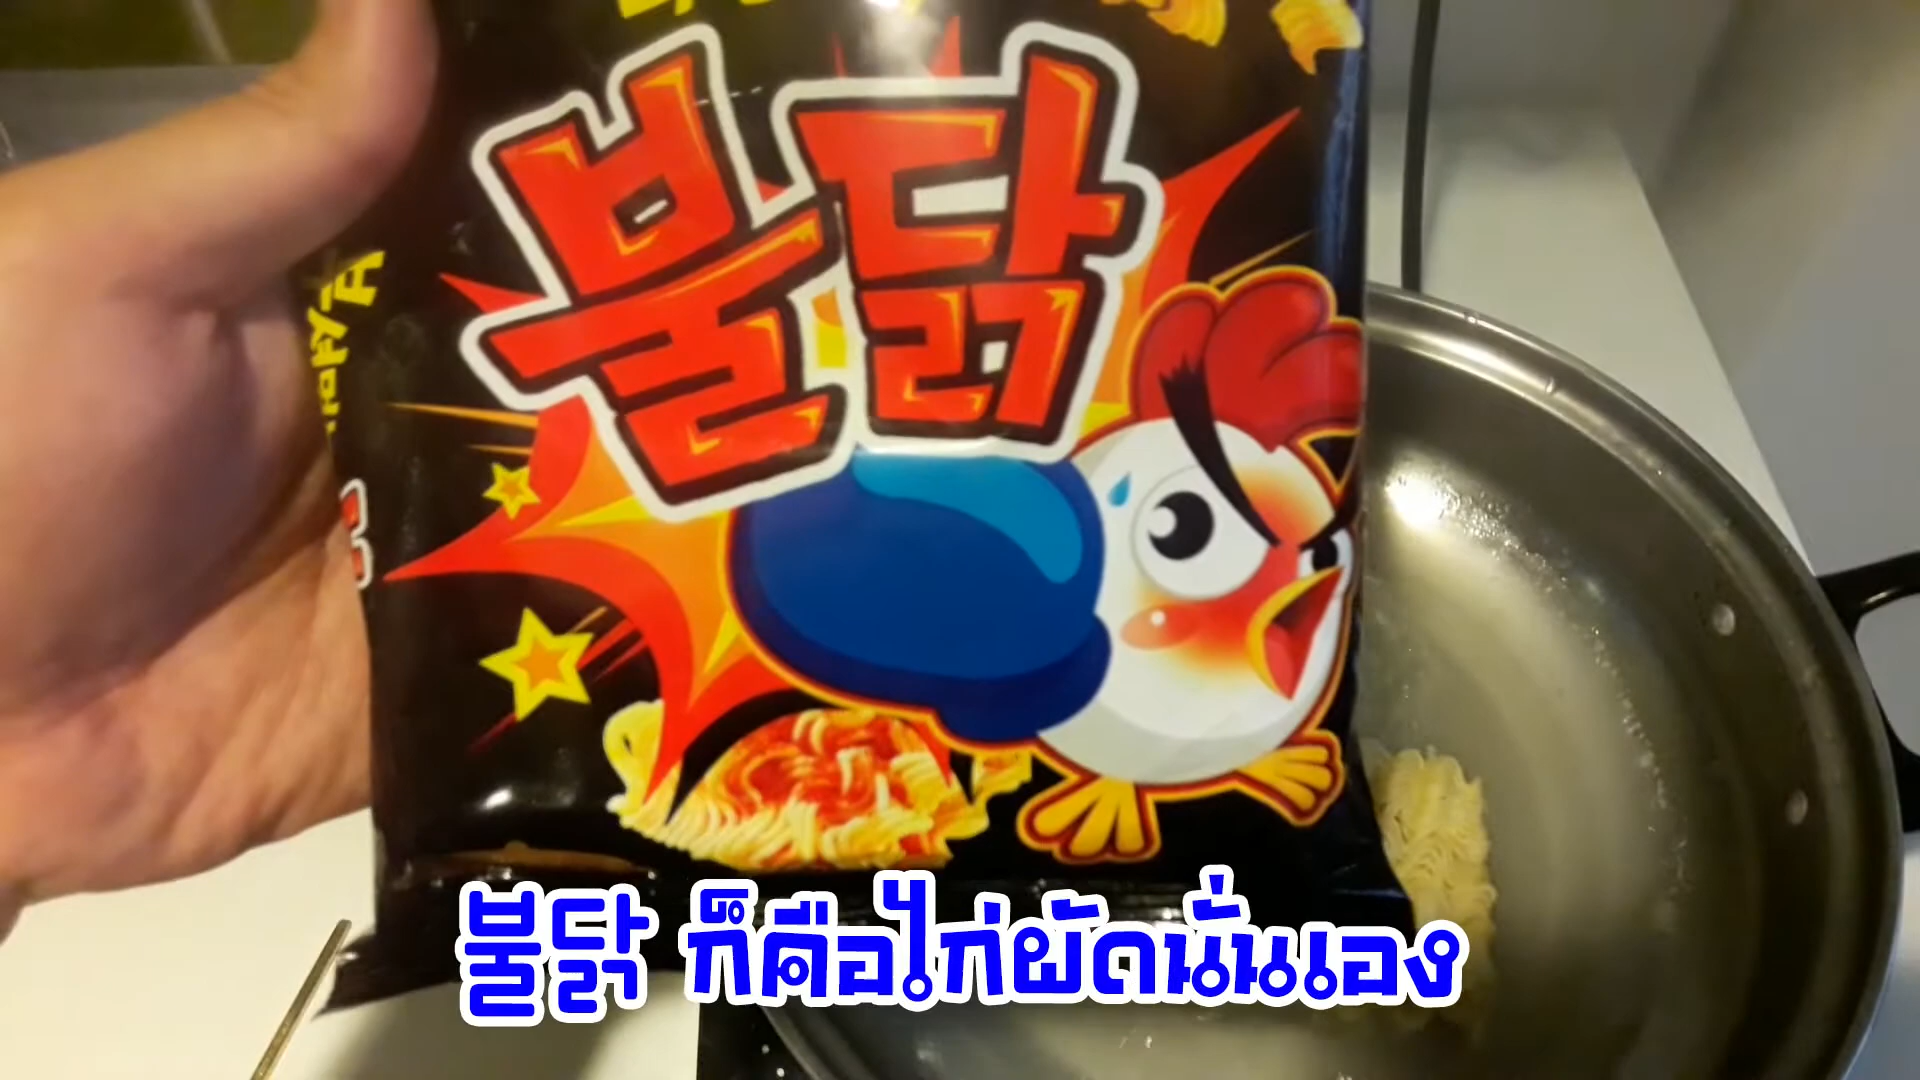 불닭
불닭 ก็คือไก่ผัดนั่นเอง